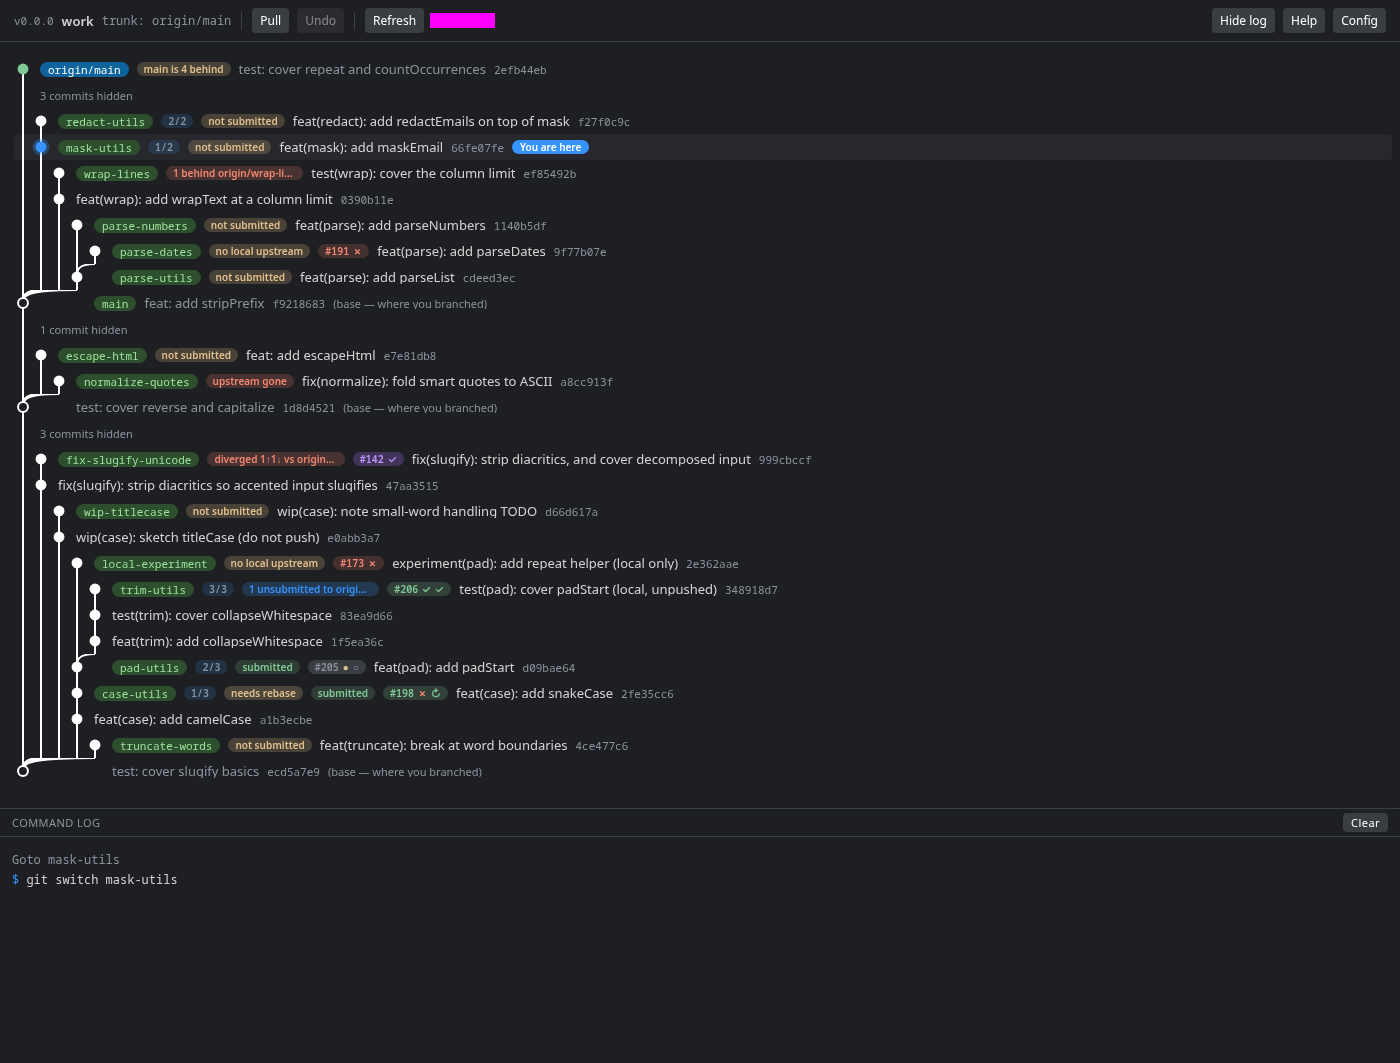 v0.0.0 work trunk: origin/main Pull Undo Refresh Hide log Help Config
origin/main main is 4 behind test: cover repeat and countOccurrences 2efb44eb
3 commits hidden
redact-utils 2/2 not submitted feat(redact): add redactEmails on top of mask f27f0c9c
mask-utils 1/2 not submitted feat(mask): add maskEmail 66fe07fe You are here
wrap-lines 1 behind origin/wrap-li... test(wrap): cover the column limit ef85492b
feat(wrap): add wrapText at a column limit 0390b11e
parse-numbers not submitted feat(parse): add parseNumbers 1140b5df
parse-dates no local upstream #191 × feat(parse): add parseDates 9f77b07e
parse-utils not submitted feat(parse): add parseList cdeed3ec
main feat: add stripPrefix f9218683 (base — where you branched)
1 commit hidden
escape-html not submitted feat: add escapeHtml e7e81db8
normalize-quotes upstream gone fix(normalize): fold smart quotes to ASCII a8cc913f
test: cover reverse and capitalize 1d8d4521 (base — where you branched)
3 commits hidden
fix-slugify-unicode diverged 1↑1↓ vs origin... #142 ✓ fix(slugify): strip diacritics, and cover decomposed input 999cbccf
fix(slugify): strip diacritics so accented input slugifies 47aa3515
wip-titlecase not submitted wip(case): note small-word handling TODO d66d617a
wip(case): sketch titleCase (do not push) e0abb3a7
local-experiment no local upstream #173 × experiment(pad): add repeat helper (local only) 2e362aae
trim-utils 3/3 1 unsubmitted to origi... #206 ✓ ✓ test(pad): cover padStart (local, unpushed) 348918d7
test(trim): cover collapseWhitespace 83ea9d66
feat(trim): add collapseWhitespace 1f5ea36c
pad-utils 2/3 submitted #205 ● ○ feat(pad): add padStart d09bae64
case-utils 1/3 needs rebase submitted #198 × ↻ feat(case): add snakeCase 2fe35cc6
feat(case): add camelCase a1b3ecbe
truncate-words not submitted feat(truncate): break at word boundaries 4ce477c6
test: cover slugify basics ecd5a7e9 (base — where you branched)
COMMAND LOG Clear
Goto mask-utils
$ git switch mask-utils